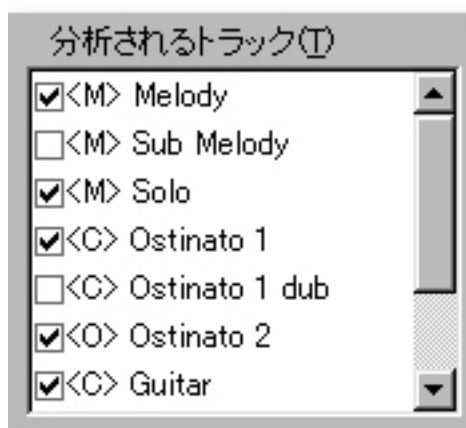 分析されるトラック(T)
<M> Melody
<M> Sub Melody
<M> Solo
<C> Ostinato 1
<C> Ostinato 1 dub
<O> Ostinato 2
<C> Guitar